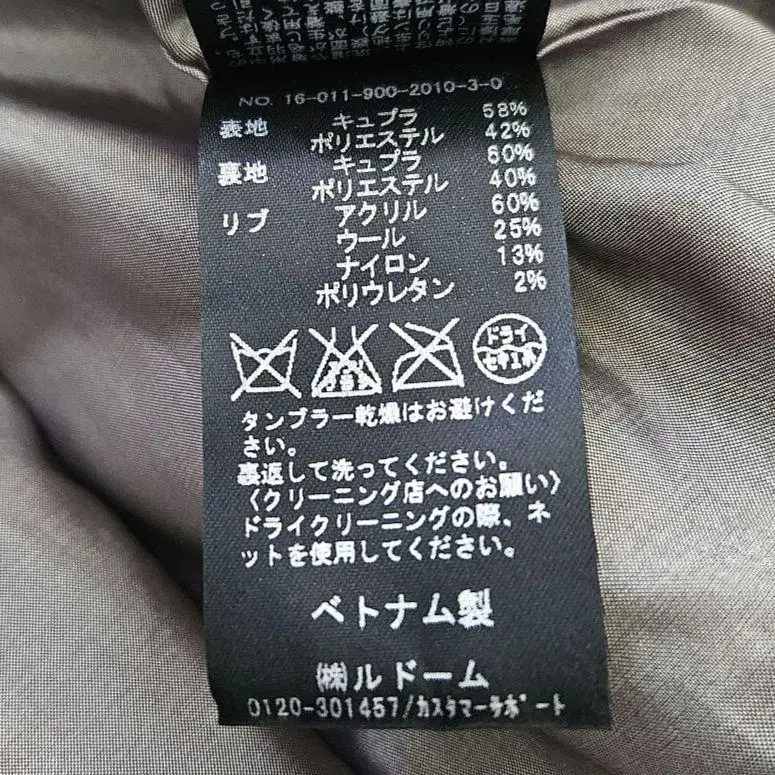 NO. 16-011-900-2010-3-0
表地 キュプラ 58%
ポリエステル 42%
裏地 キュプラ 60%
ポリエステル 40%
リブ アクリル 60%
ウール 25%
ナイロン 13%
ポリウレタン 2%
ドライ
セキユ系
タンブラー乾燥はお避けくだ
さい。
裏返して洗ってください。
〈クリーニング店へのお願い〉
ドライクリーニングの際、ネ
ットを使用してください。
ベトナム製
㈱ルドーム
0120-301457/ｶｽﾀﾏｰｻﾎﾟｰﾄ